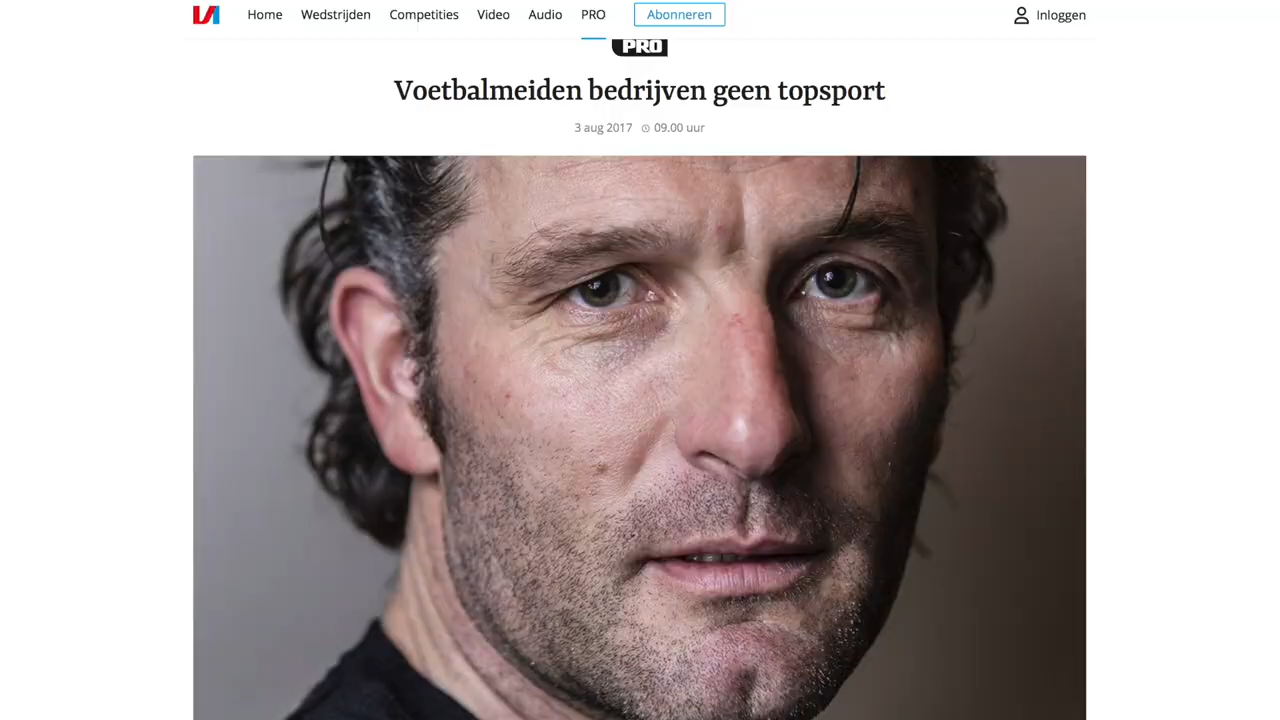 VI Home Wedstrijden Competities Video Audio PRO Abonneren Inloggen
PRO
Voetbalmeiden bedrijven geen topsport
3 aug 2017 09.00 uur